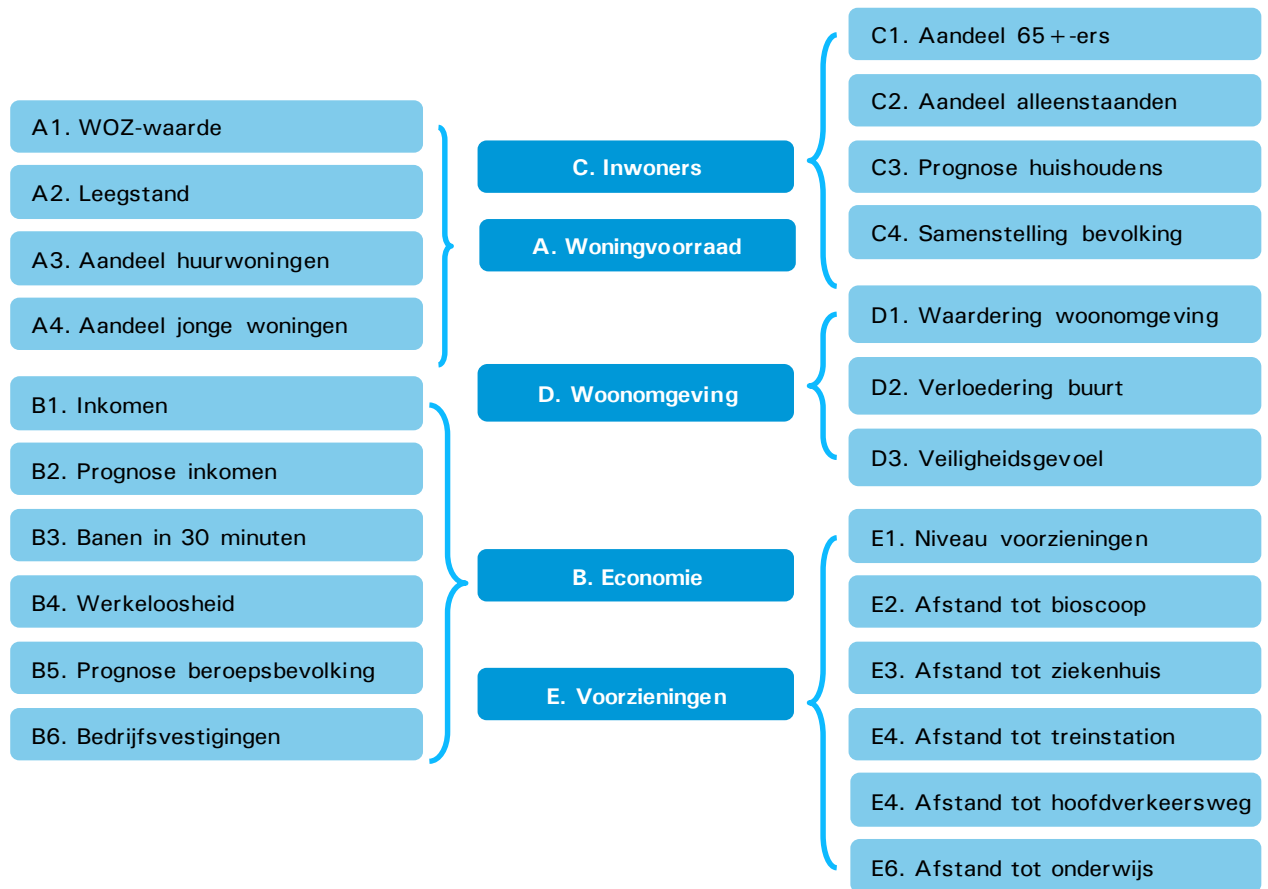 A1. WOZ-waarde
A2. Leegstand
A3. Aandeel huurwoningen
A4. Aandeel jonge woningen
B1. Inkomen
B2. Prognose inkomen
B3. Banen in 30 minuten
B4. Werkeloosheid
B5. Prognose beroepsbevolking
B6. Bedrijfsvestigingen
C. Inwoners
A. Woningvoorraad
D. Woonomgeving
B. Economie
E. Voorzieningen
C1. Aandeel 65+-ers
C2. Aandeel alleenstaanden
C3. Prognose huishoudens
C4. Samenstelling bevolking
D1. Waardering woonomgeving
D2. Verloedering buurt
D3. Veiligheidsgevoel
E1. Niveau voorzieningen
E2. Afstand tot bioscoop
E3. Afstand tot ziekenhuis
E4. Afstand tot treinstation
E4. Afstand tot hoofdverkeersweg
E6. Afstand tot onderwijs